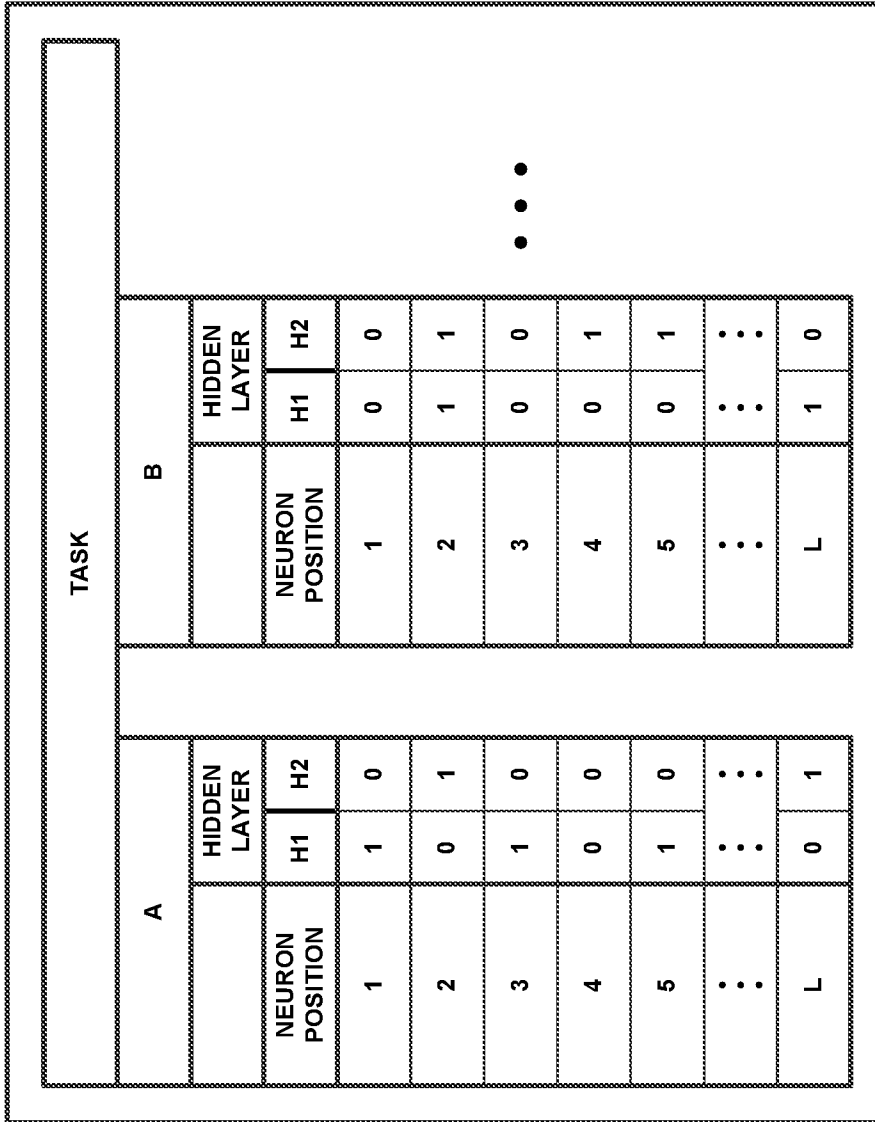 TASK
A B
HIDDEN LAYER HIDDEN LAYER
NEURON POSITION H1 H2 NEURON POSITION H1 H2
1 1 0 1 0 0
2 0 1 2 1 1
3 1 0 3 0 0
4 0 0 4 0 1
5 1 0 5 0 1
L 0 1 L 1 0